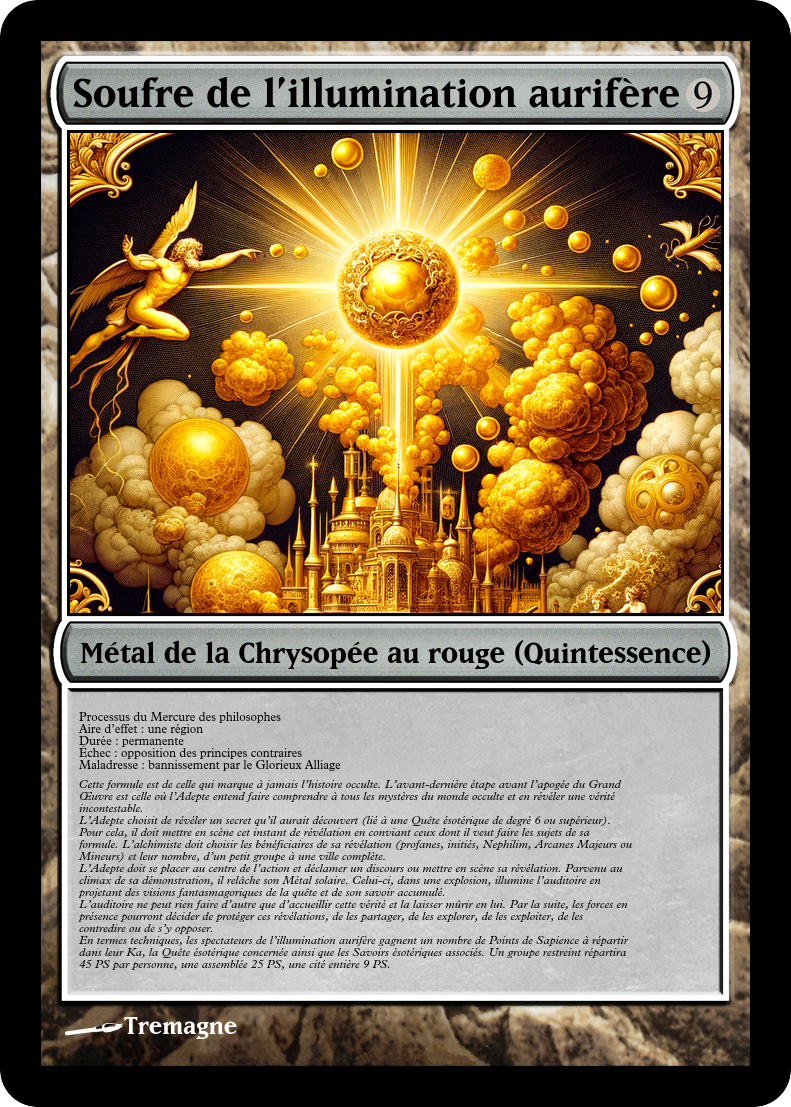 Soufre de l'illumination aurifère 9
Métal de la Chrysopée au rouge (Quintessence)
Processus du Mercure des philosophes
Aire d'effet : une région
Durée : permanente
Échec : opposition des principes contraires
Maladresse : bannissement par le Glorieux Alliage
Cette formule est de celle qui marque à jamais l'histoire occulte. L'avant-dernière étape avant l'apogée du Grand
Œuvre est celle où l'Adepte entend faire comprendre à tous les mystères du monde occulte et en révéler une vérité
incontestable.
L'Adepte choisit de révéler un secret qu'il aurait découvert (lié à une Quête ésotérique de degré 6 ou supérieur).
Pour cela, il doit mettre en scène cet instant de révélation en conviant ceux dont il veut faire les sujets de sa
formule. L'alchimiste doit choisir les bénéficiaires de sa révélation (profanes, initiés, Nephilim, Arcanes Majeurs ou
Mineurs) et leur nombre, d'un petit groupe à une ville complète.
L'Adepte doit se placer au centre de l'action et déclamer un discours ou mettre en scène sa révélation. Parvenu au
climax de sa démonstration, il relâche son Métal solaire. Celui-ci, dans une explosion, illumine l'auditoire en
projetant des visions fantasmagoriques de la quête et de son savoir accumulé.
L'auditoire ne peut rien faire d'autre que d'accueillir cette vérité et la laisser mûrir en lui. Par la suite, les forces en
présence pourront décider de protéger ces révélations, de les partager, de les explorer, de les exploiter, de les
contredire ou de s'y opposer.
En termes techniques, les spectateurs de l'illumination aurifère gagnent un nombre de Points de Sapience à répartir
dans leur Ka, la Quête ésotérique concernée ainsi que les Savoirs ésotériques associés. Un groupe restreint répartira
45 PS par personne, une assemblée 25 PS, une cité entière 9 PS.
Tremagne